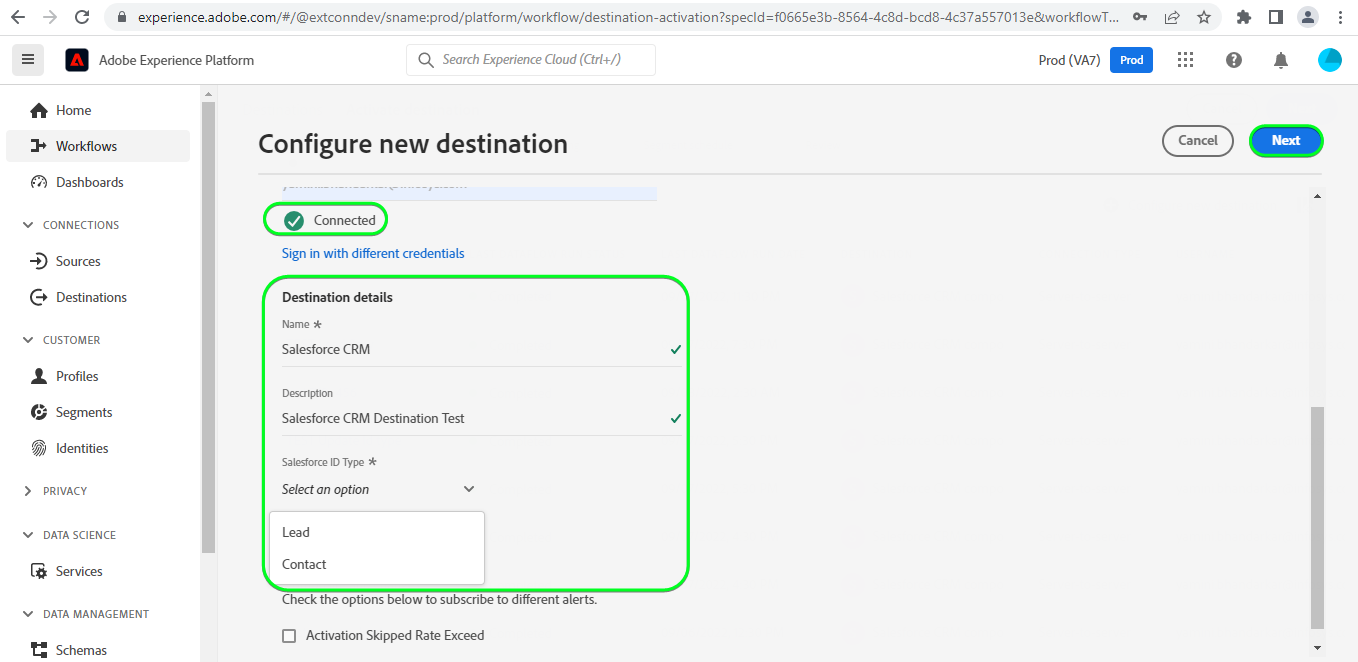 experience.adobe.com/#/@extconndev/sname:prod/platform/workflow/destination-activation?specId=f0665e3b-8564-4c8d-bcd8-4c37a557013e&workflowT...
Adobe Experience Platform
Search Experience Cloud (Ctrl+/)
Prod (VA7)
Prod
Home
Workflows
Dashboards
CONNECTIONS
Sources
Destinations
CUSTOMER
Profiles
Segments
Identities
PRIVACY
DATA SCIENCE
Services
DATA MANAGEMENT
Schemas
Configure new destination
Cancel
Next
Connected
Sign in with different credentials
Destination details
Name *
Salesforce CRM
Description
Salesforce CRM Destination Test
Salesforce ID Type *
Select an option
Lead
Contact
Check the options below to subscribe to different alerts.
Activation Skipped Rate Exceed